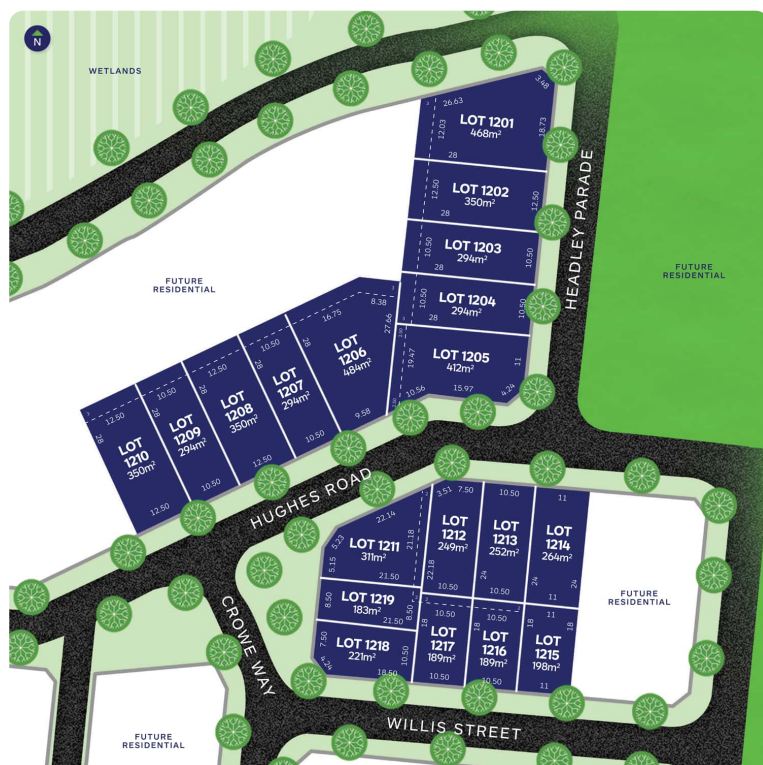 N
WETLANDS
3.48
26.63
LOT 1201
468m²
12.03
18.73
28
LOT 1202
350m²
12.50
12.50
28
HEADLEY PARADE
LOT 1203
294m²
10.50
10.50
28
FUTURE
RESIDENTIAL
FUTURE
RESIDENTIAL
LOT 1204
294m²
10.50
10.50
28
8.38
16.75
27.66
LOT
1206
484m²
9.58
LOT 1205
412m²
19.47
11
10.56
15.97
4.24
10.50
28
LOT
1207
294m²
10.50
12.50
28
LOT
1208
350m²
12.50
10.50
28
LOT
1209
294m²
10.50
12.50
28
28
LOT
1210
350m²
12.50
HUGHES ROAD
22.14
5.23
5.15
LOT 1211
311m²
21.18
21.50
3.51
7.50
LOT
1212
249m²
22.18
10.50
10.50
LOT
1213
252m²
24
10.50
11
LOT
1214
264m²
24
24
11
FUTURE
RESIDENTIAL
8.50
LOT 1219
183m²
8.50
21.50
7.50
LOT 1218
221m²
10.50
4.24
18.50
10.50
18
LOT
1217
189m²
10.50
10.50
18
LOT
1216
189m²
10.50
11
18
18
LOT
1215
198m²
11
CROWE WAY
WILLIS STREET
FUTURE
RESIDENTIAL